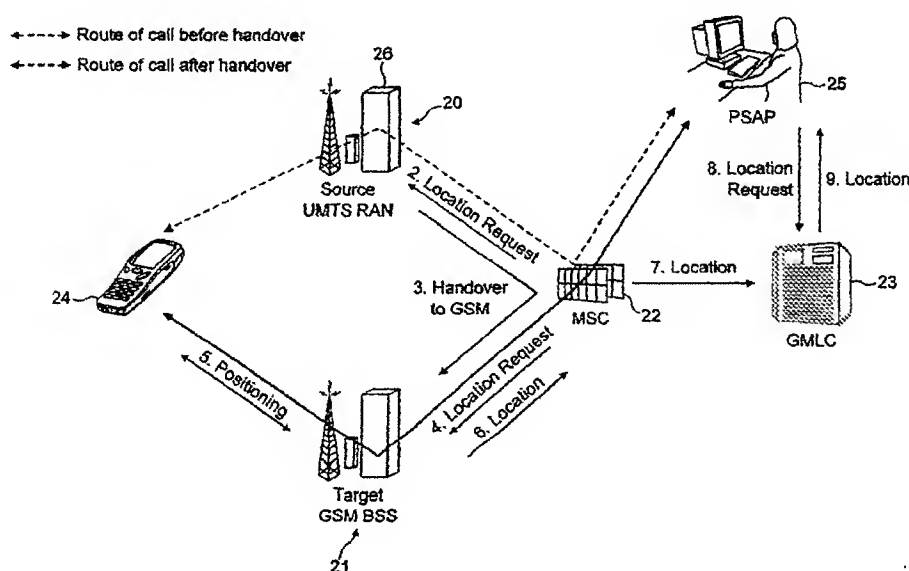 Route of call before handover
Route of call after handover
26
20
Source
UMTS RAN
2. Location Request
3. Handover
to GSM
24
5. Positioning
4. Location Request
6. Location
Target
GSM BSS
21
MSC
22
7. Location
PSAP
25
8. Location
Request
9. Location
23
GMLC